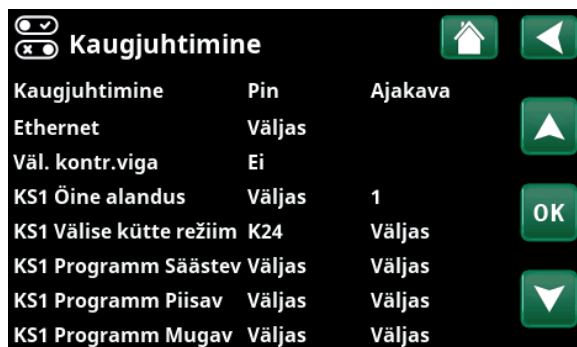 Kaugjuhtimine
Kaugjuhtimine Pin Ajakava
Ethernet Väljas
Väl. kontr.viga Ei
KS1 Öine alandus Väljas 1
OK
KS1 Välise kütte režiim K24 Väljas
KS1 Programm Säästev Väljas Väljas
KS1 Programm Piisav Väljas Väljas
KS1 Programm Mugav Väljas Väljas